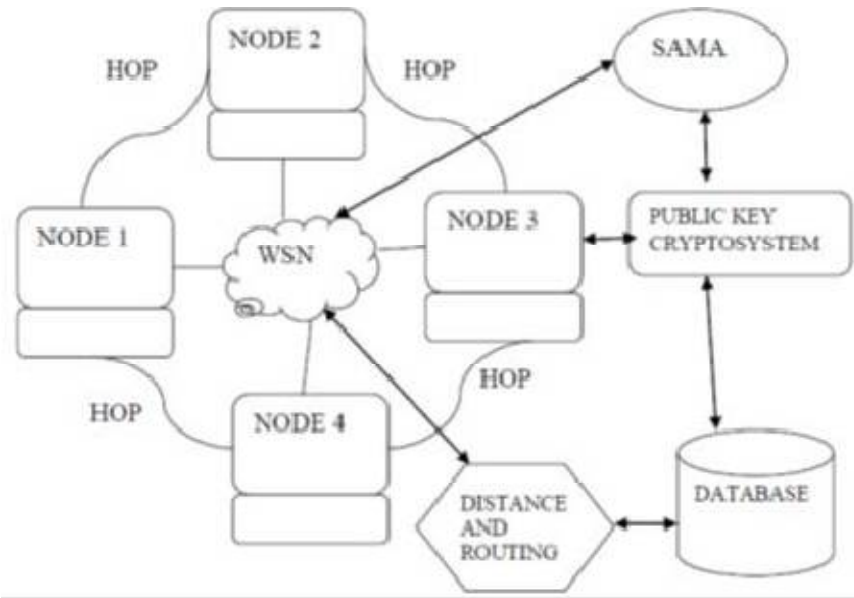 NODE 2
SAMA
HOP
HOP
NODE 1
WSN
NODE 3
PUBLIC KEY
CRYPTOSYSTEM
HOP
NODE 4
HOP
DISTANCE
AND
ROUTING
DATABASE